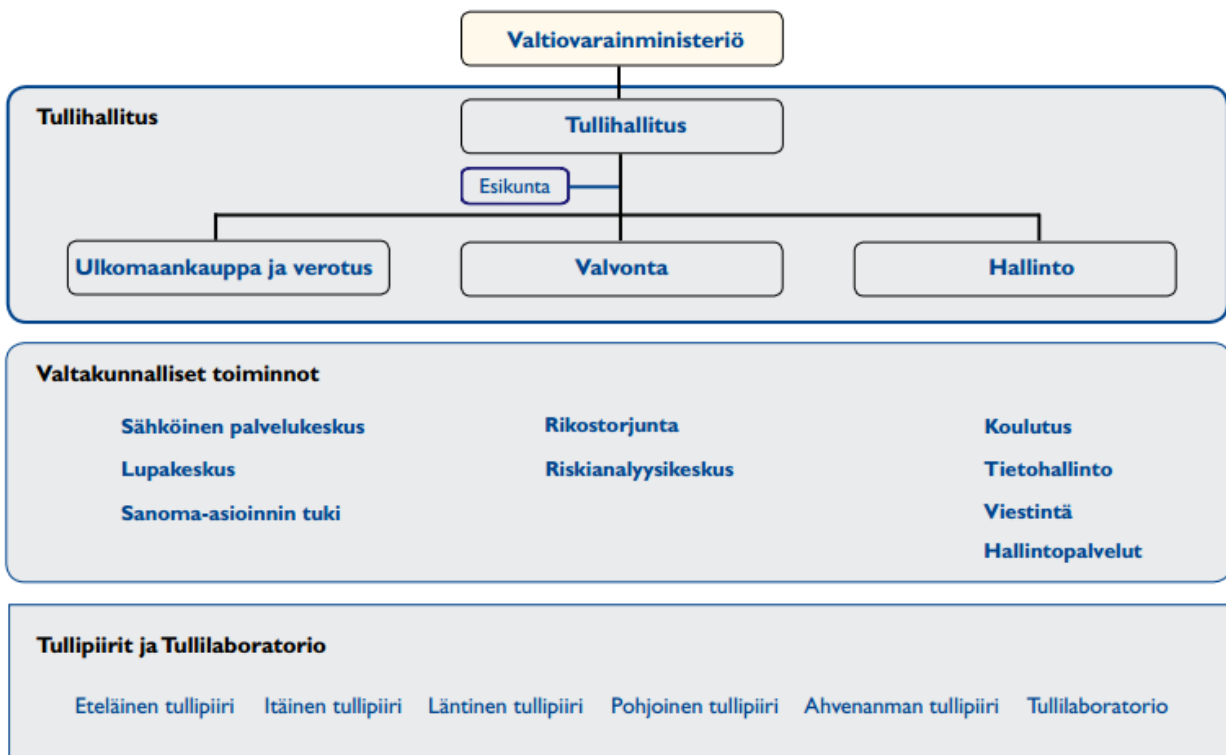 Valtiovarainministeriö
Tullihallitus
Tullihallitus
Esikunta
Ulkomaankauppa ja verotus
Valvonta
Hallinto
Valtakunnalliset toiminnot
Sähköinen palvelukeskus
Rikostorjunta
Koulutus
Lupakeskus
Riskianalyysikeskus
Tietohallinto
Sanoma-asioinnin tuki
Viestintä
Hallintopalvelut
Tullipiirit ja Tullilaboratorio
Eteläinen tullipiiri
Itäinen tullipiiri
Läntinen tullipiiri
Pohjoinen tullipiiri
Ahvenanman tullipiiri
Tullilaboratorio